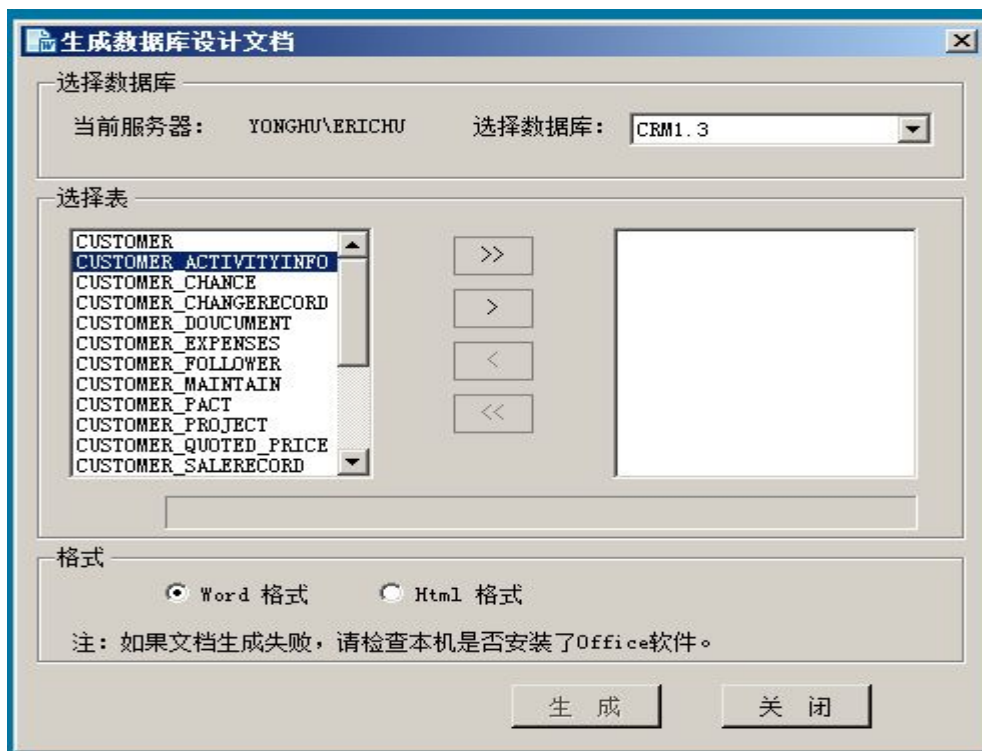 生成数据库设计文档
选择数据库
当前服务器： YONGHU\ERICHU 选择数据库： CRM1.3
选择表
CUSTOMER
CUSTOMER_ACTIVITYINFO
CUSTOMER_CHANCE
CUSTOMER_CHANGERECORD
CUSTOMER_DOUCUMENT
CUSTOMER_EXPENSES
CUSTOMER_FOLLOWER
CUSTOMER_MAINTAIN
CUSTOMER_PACT
CUSTOMER_PROJECT
CUSTOMER_QUOTED_PRICE
CUSTOMER_SALERECORD
>>
>
<
<<
格式
Word 格式 Html 格式
注：如果文档生成失败，请检查本机是否安装了Office软件。
生 成 关 闭